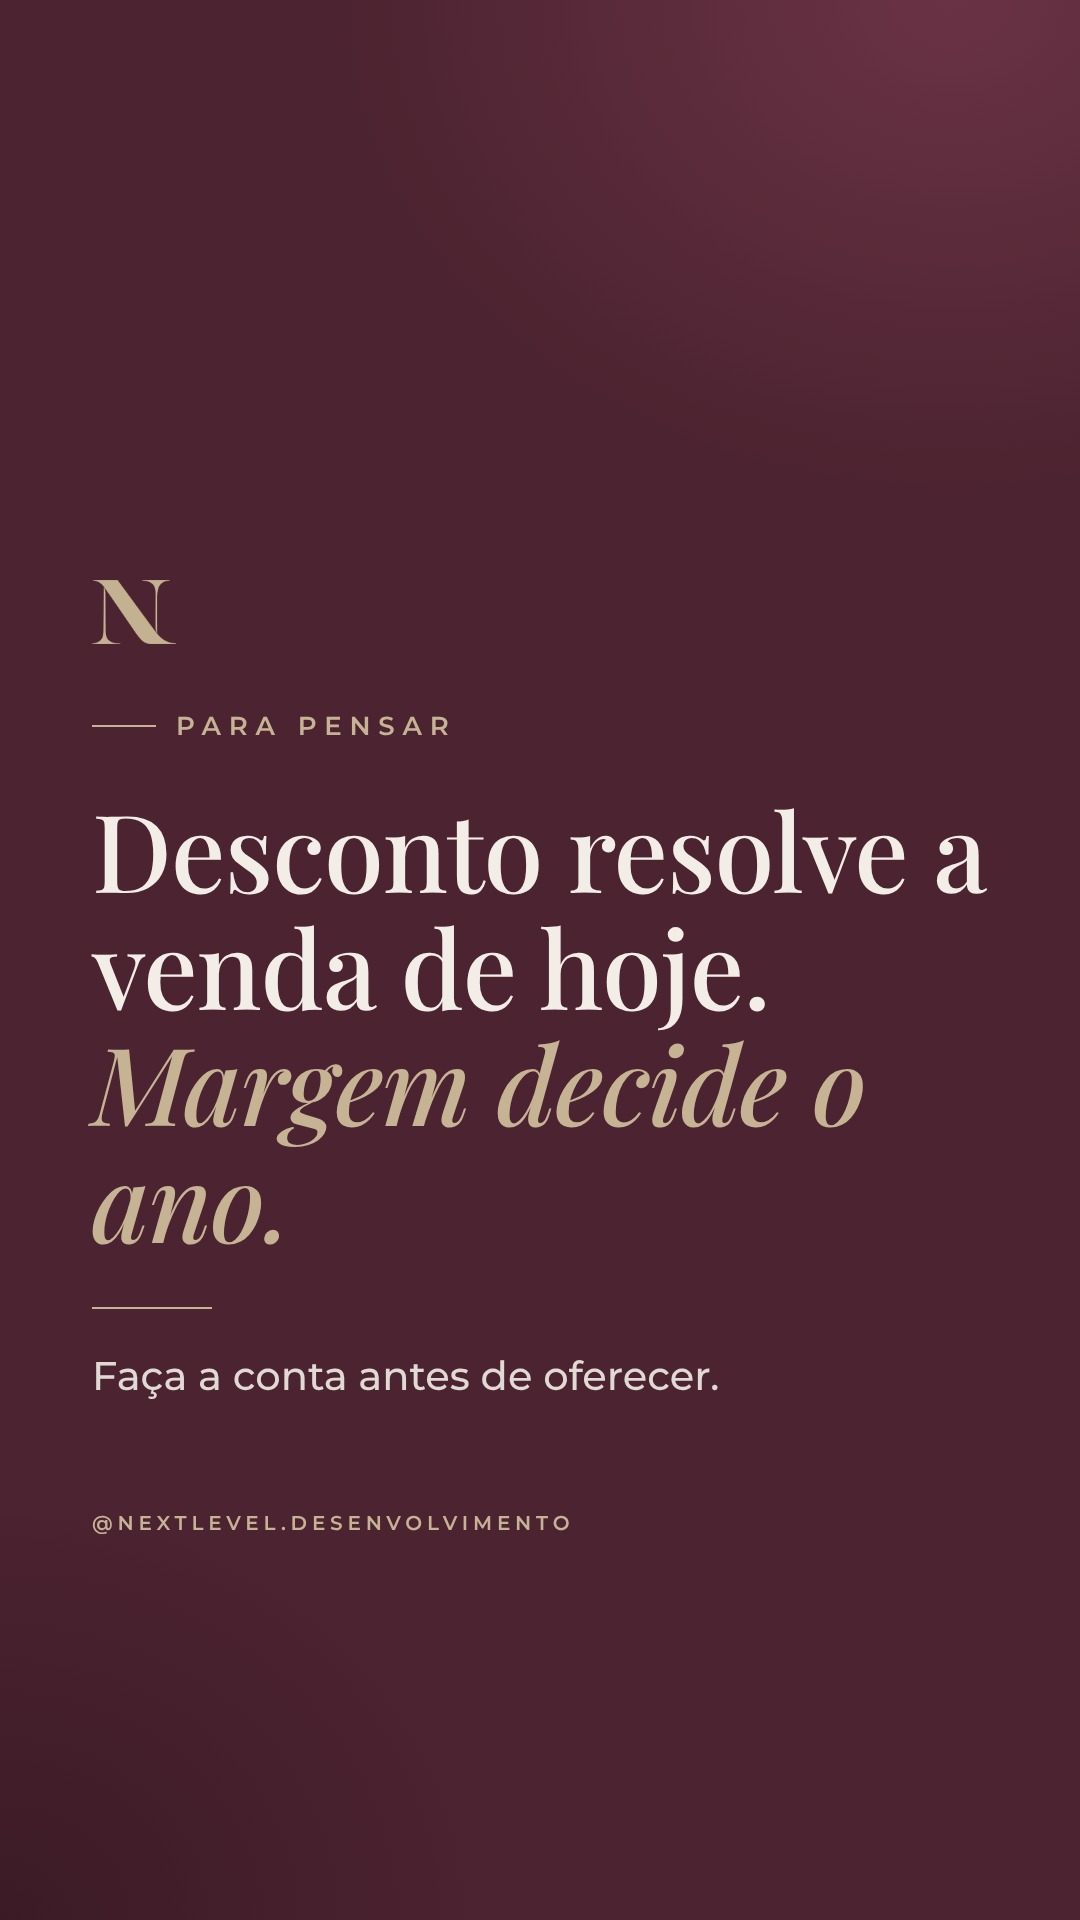 N
PARA PENSAR
Desconto resolve a
venda de hoje.
Margem decide o
ano.
Faça a conta antes de oferecer.
@NEXTLEVEL.DESENVOLVIMENTO